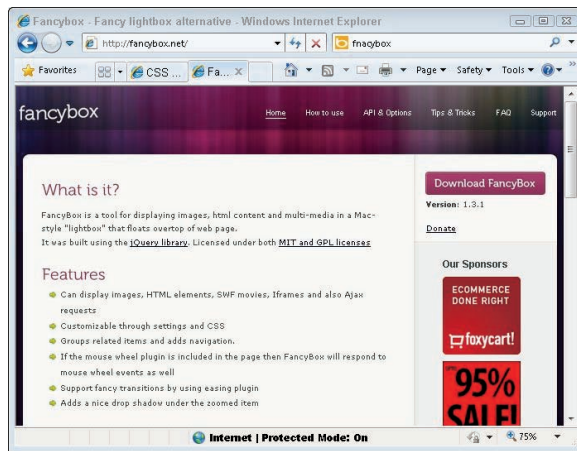 Fancybox - Fancy lightbox alternative - Windows Internet Explorer
http://fancybox.net/
fnacybox
Favorites
CSS ...
Fa...
Page
Safety
Tools
fancybox
Home
How to use
API & Options
Tips & Tricks
FAQ
Support
What is it?
FancyBox is a tool for displaying images, html content and multi-media in a Mac-
style "lightbox" that floats overtop of web page.
It was built using the jQuery library. Licensed under both MIT and GPL licenses
Features
Can display images, HTML elements, SWF movies, Iframes and also Ajax
requests
Customizable through settings and CSS
Groups related items and adds navigation.
If the mouse wheel plugin is included in the page then FancyBox will respond to
mouse wheel events as well
Support fancy transitions by using easing plugin
Adds a nice drop shadow under the zoomed item
Download FancyBox
Version: 1.3.1
Donate
Our Sponsors
ECOMMERCE
DONE RIGHT
foxycart!
95%
SALE!
Internet | Protected Mode: On
75%